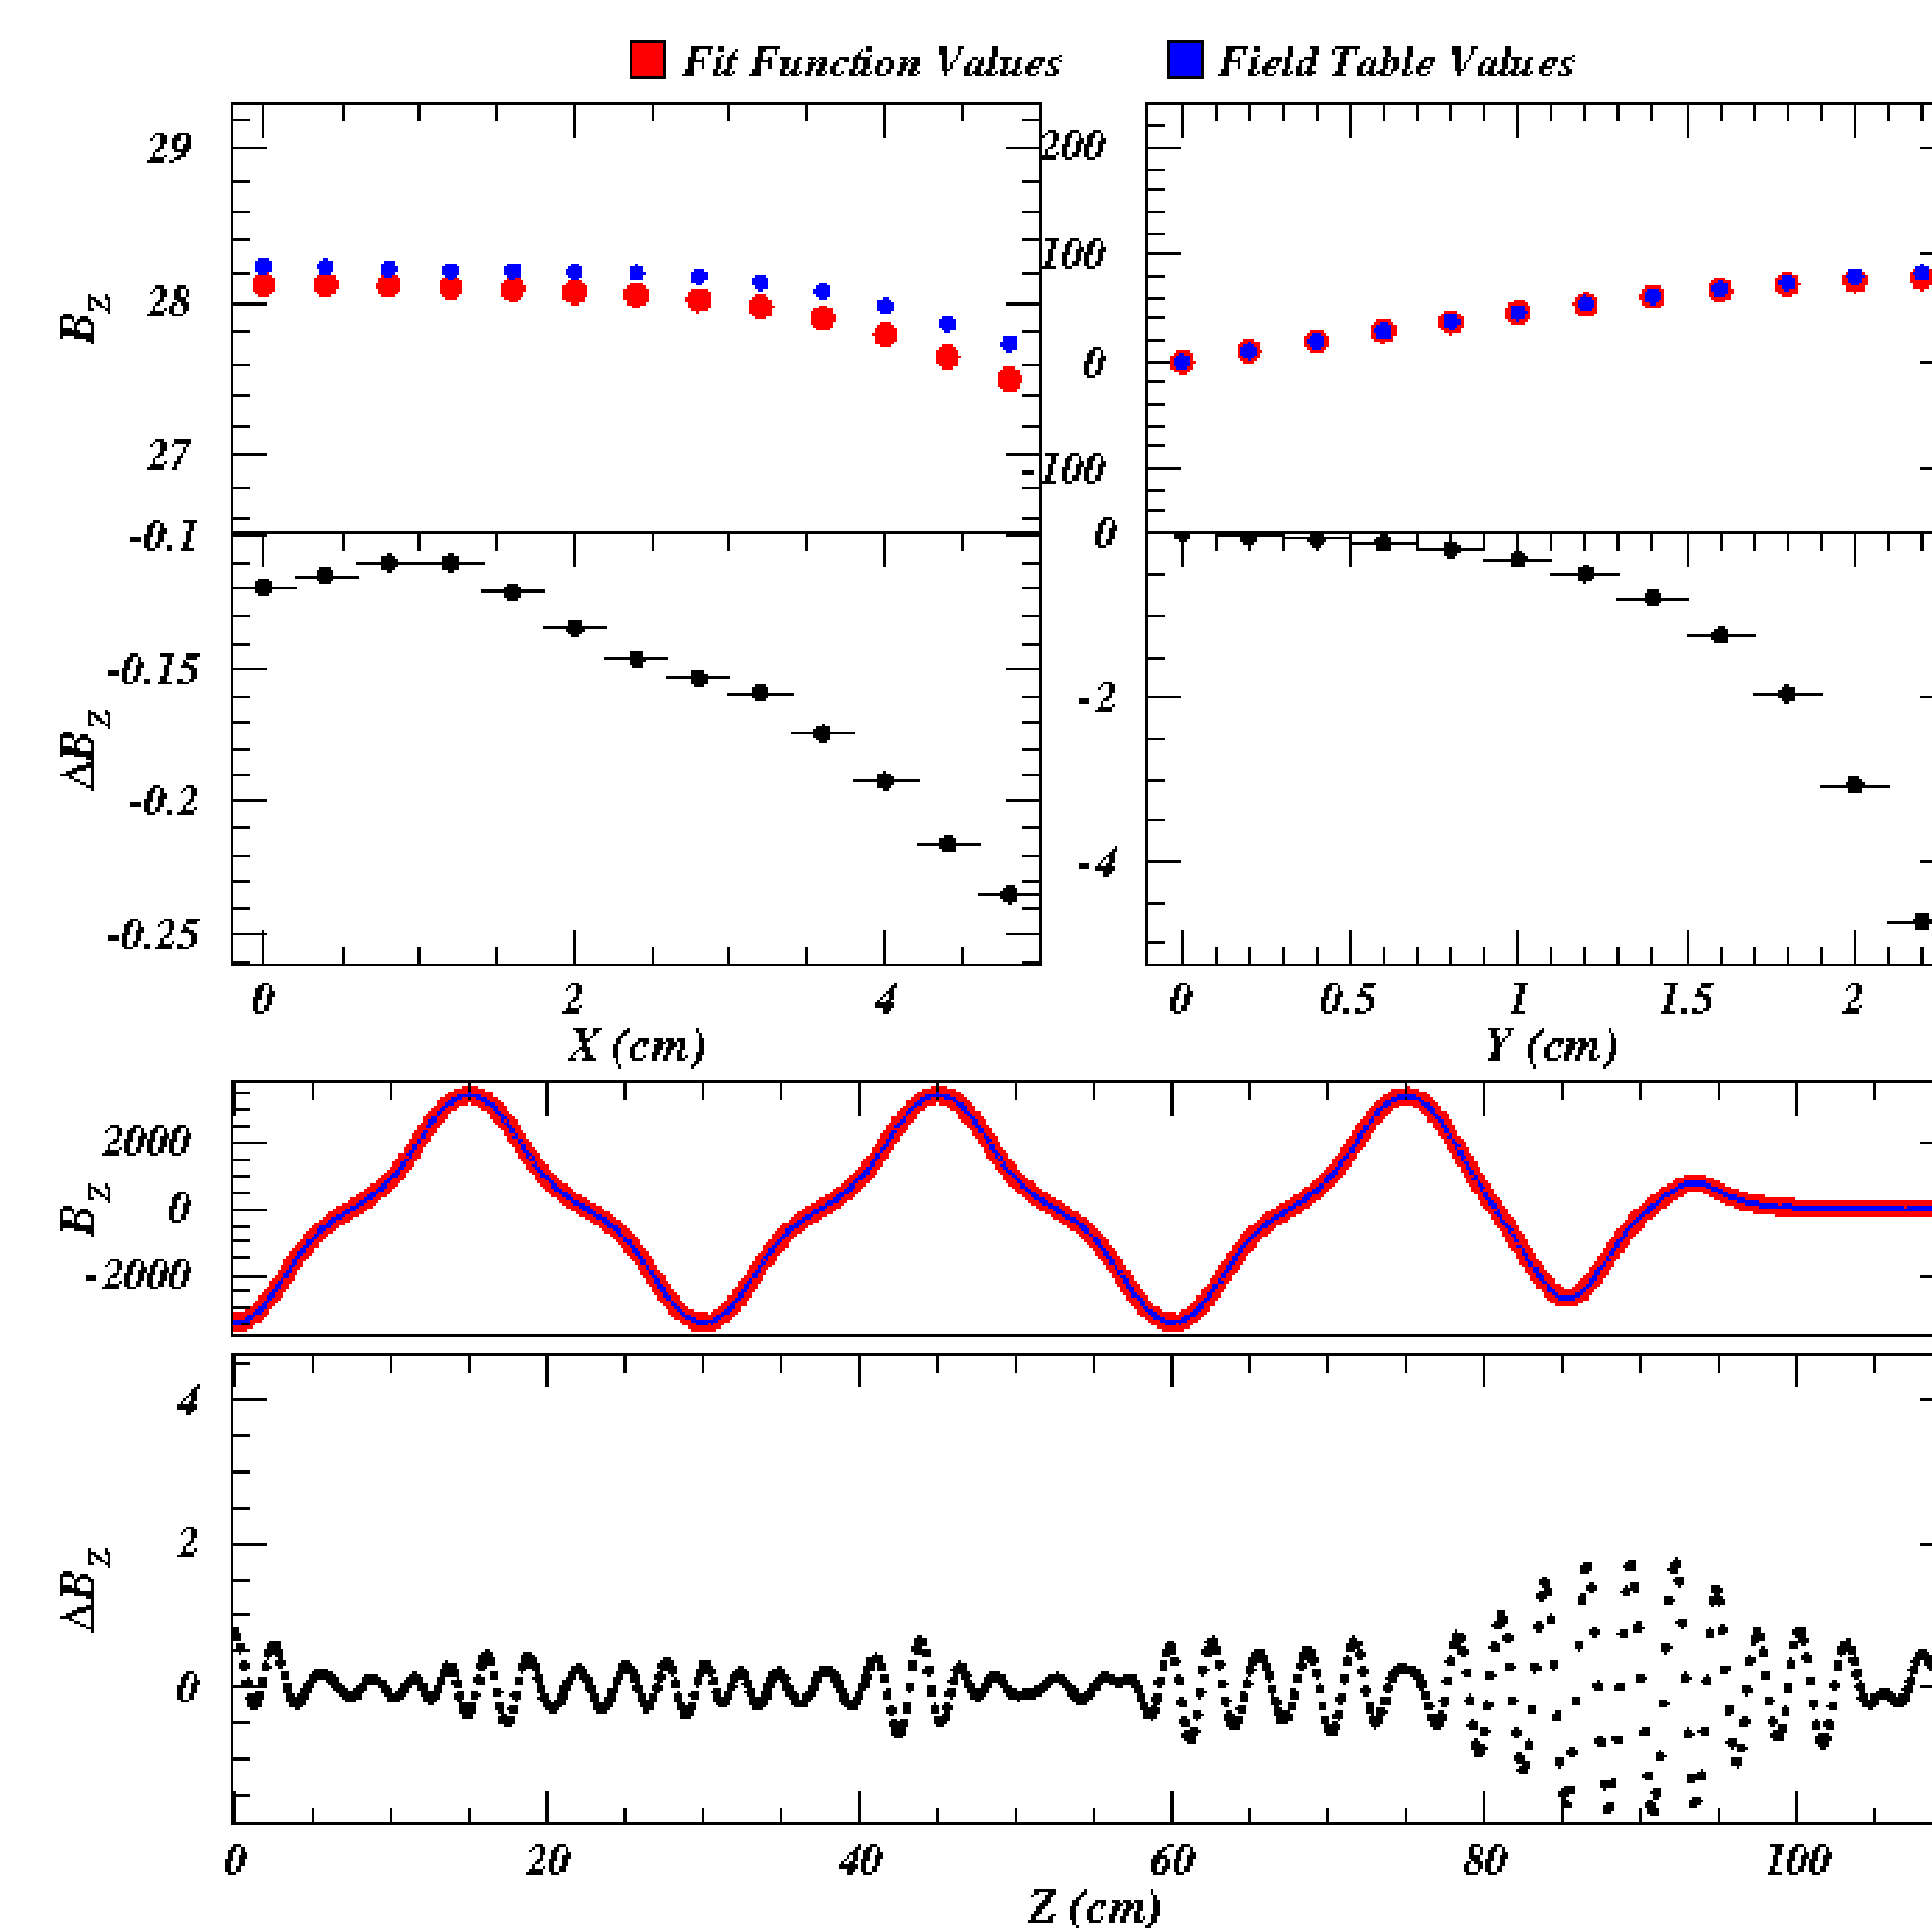 Fit Function Values
Field Table Values
B_Z
29
28
27
200
100
0
-100
ΔB_Z
-0.1
-0.15
-0.2
-0.25
0
-2
-4
0 2 4
X (cm)
0 0.5 1 1.5 2
Y (cm)
B_Z
2000
0
-2000
ΔB_Z
4
2
0
0 20 40 60 80 100
Z (cm)